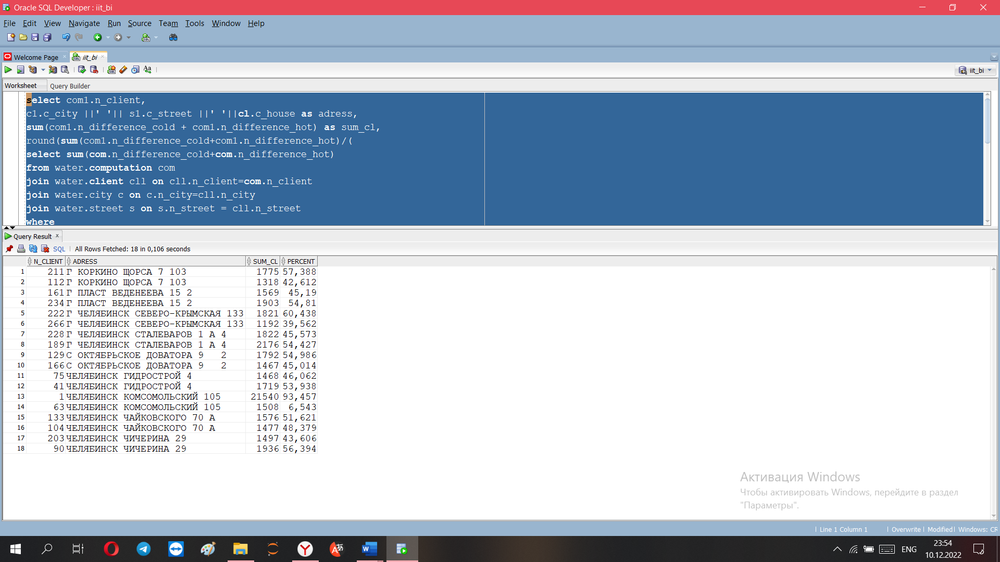 Oracle SQL Developer : iit_bi
File Edit View Navigate Run Source Team Tools Window Help
Welcome Page × iit_bi ×
iit_bi
Worksheet Query Builder
select com1.n_client,
c1.c_city ||' '|| s1.c_street ||' '||cl.c_house as adress,
sum(com1.n_difference_cold + com1.n_difference_hot) as sum_cl,
round(sum(com1.n_difference_cold+com1.n_difference_hot)/(
select sum(com.n_difference_cold+com.n_difference_hot)
from water.computation com
join water.client cll on cll.n_client=com.n_client
join water.city c on c.n_city=cll.n_city
join water.street s on s.n_street = cll.n_street
where
Query Result ×
SQL | All Rows Fetched: 18 in 0,106 seconds
N_CLIENT ADRESS SUM_CL PERCENT
1 211 Г КОРКИНО ЩОРСА 7 103 1775 57,388
2 112 Г КОРКИНО ЩОРСА 7 103 1318 42,612
3 161 Г ПЛАСТ ВЕДЕНЕЕВА 15 2 1569 45,19
4 234 Г ПЛАСТ ВЕДЕНЕЕВА 15 2 1903 54,81
5 222 Г ЧЕЛЯБИНСК СЕВЕРО-КРЫМСКАЯ 133 1821 60,438
6 266 Г ЧЕЛЯБИНСК СЕВЕРО-КРЫМСКАЯ 133 1192 39,562
7 228 Г ЧЕЛЯБИНСК СТАЛЕВАРОВ 1 А 4 1822 45,573
8 189 Г ЧЕЛЯБИНСК СТАЛЕВАРОВ 1 А 4 2176 54,427
9 129 С ОКТЯБРЬСКОЕ ДОВАТОРА 9 2 1792 54,986
10 166 С ОКТЯБРЬСКОЕ ДОВАТОРА 9 2 1467 45,014
11 75 ЧЕЛЯБИНСК ГИДРОСТРОЙ 4 1468 46,062
12 41 ЧЕЛЯБИНСК ГИДРОСТРОЙ 4 1719 53,938
13 1 ЧЕЛЯБИНСК КОМСОМОЛЬСКИЙ 105 21540 93,457
14 63 ЧЕЛЯБИНСК КОМСОМОЛЬСКИЙ 105 1508 6,543
15 133 ЧЕЛЯБИНСК ЧАЙКОВСКОГО 70 А 1576 51,621
16 104 ЧЕЛЯБИНСК ЧАЙКОВСКОГО 70 А 1477 48,379
17 203 ЧЕЛЯБИНСК ЧИЧЕРИНА 29 1497 43,606
18 90 ЧЕЛЯБИНСК ЧИЧЕРИНА 29 1936 56,394
Активация Windows
Чтобы активировать Windows, перейдите в раздел
"Параметры".
Line 1 Column 1 | Overwrite | Modified | Windows: CR
ENG 23:54
10.12.2022